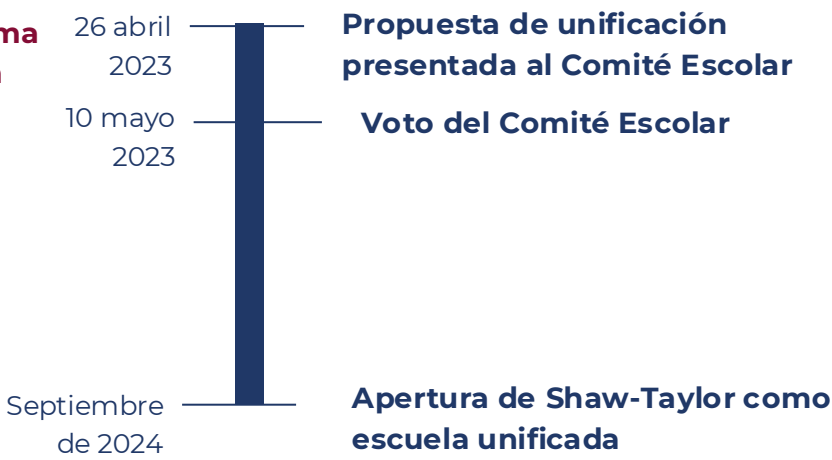 26 abril
2023
Propuesta de unificación
presentada al Comité Escolar
10 mayo
2023
Voto del Comité Escolar
Septiembre
de 2024
Apertura de Shaw-Taylor como
escuela unificada